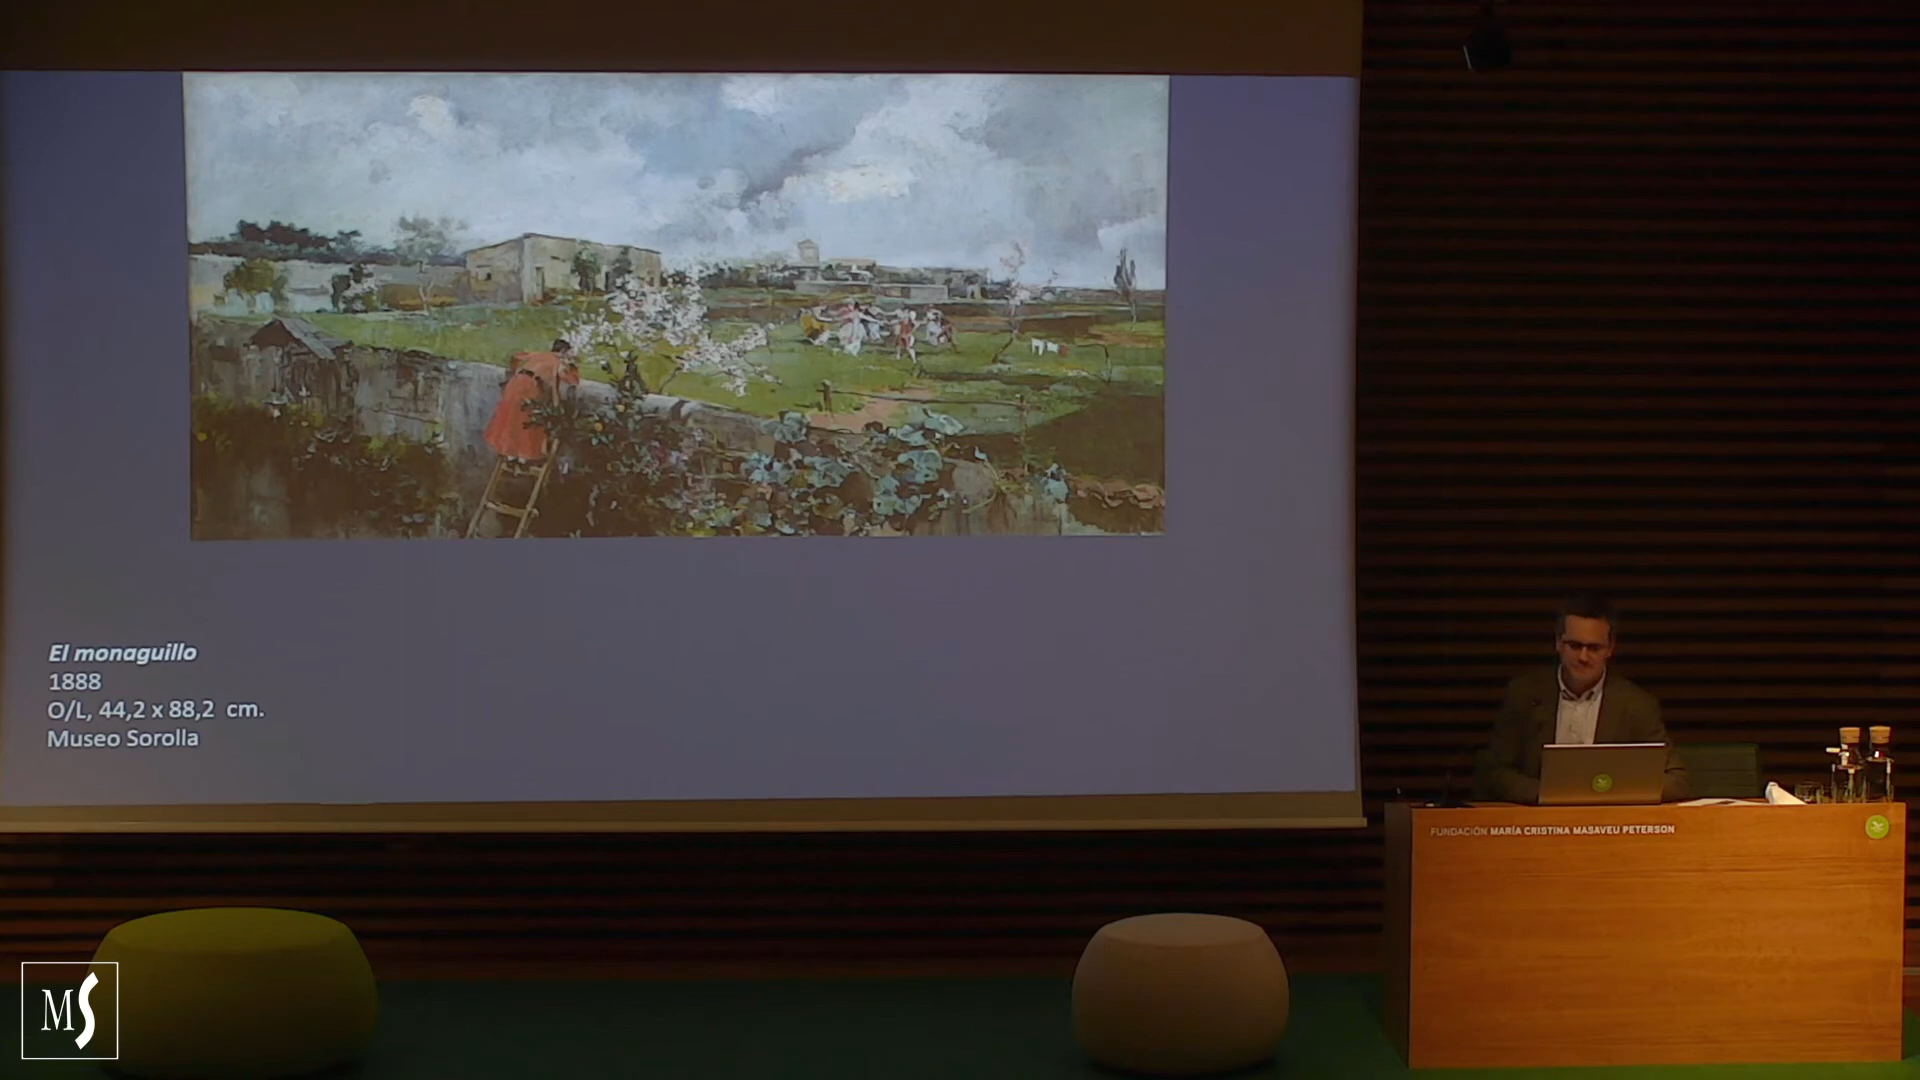 El monaguillo
1888
O/L, 44,2 x 88,2 cm.
Museo Sorolla
FUNDACIÓN MARÍA CRISTINA MASAVEU PETERSON
MS